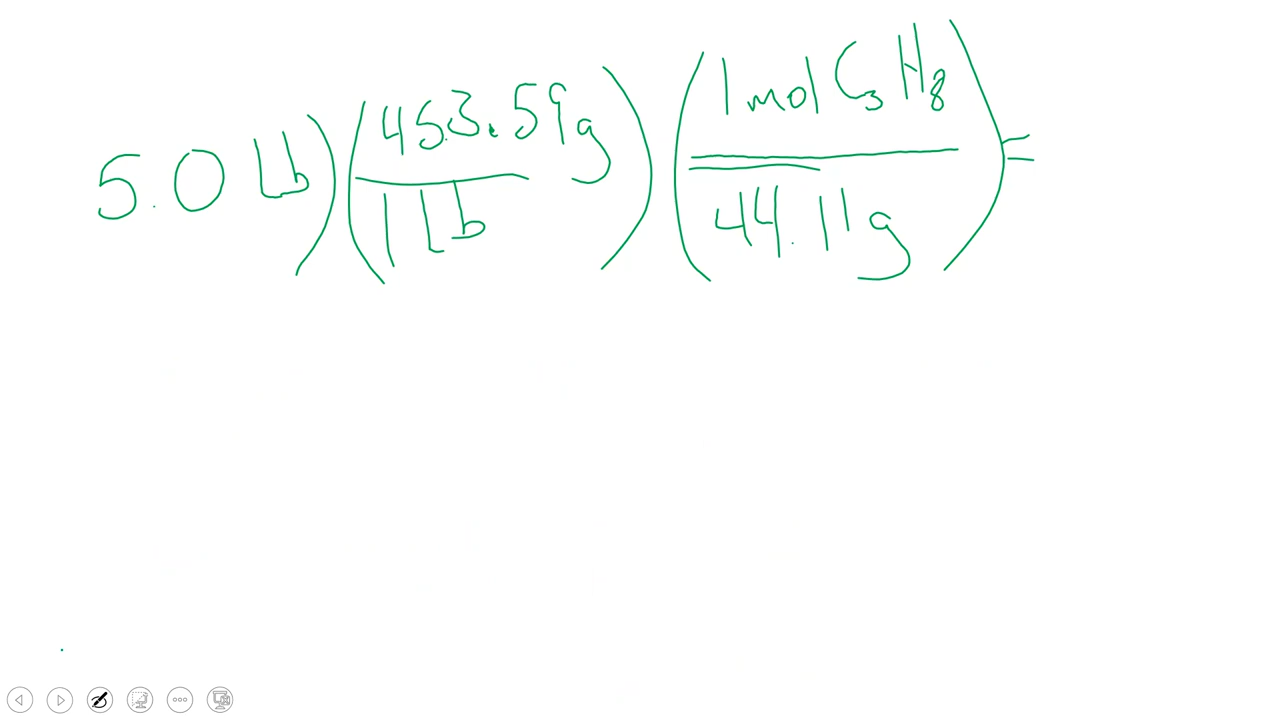 5.0 Lb) (453.59g / 1 Lb) (1 mol C₃H₈ / 44.11g) =